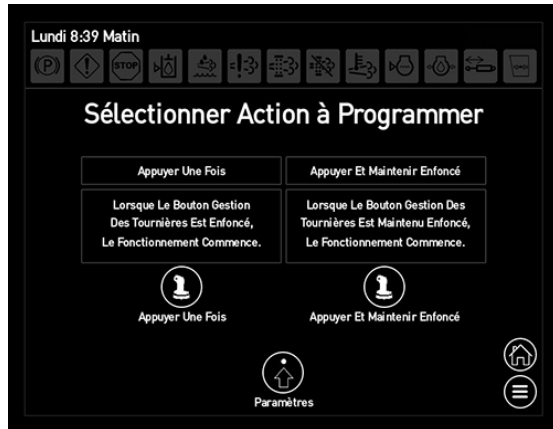 Lundi 8:39 Matin
(P) ! STOP
Sélectionner Action à Programmer
Appuyer Une Fois
Appuyer Et Maintenir Enfoncé
Lorsque Le Bouton Gestion
Des Tournières Est Enfoncé,
Le Fonctionnement Commence.
Lorsque Le Bouton Gestion Des
Tournières Est Maintenu Enfoncé,
Le Fonctionnement Commence.
Appuyer Une Fois
Appuyer Et Maintenir Enfoncé
Paramètres